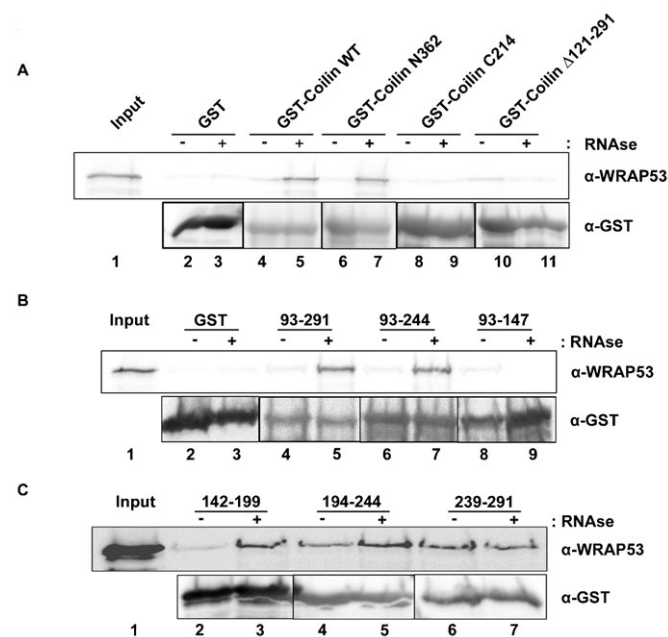 A
Input
GST
GST-Coilin WT
GST-Coilin N362
GST-Coilin C214
GST-Coilin Δ121-291
- + - + - + - + - + : RNAse
α-WRAP53
α-GST
1 2 3 4 5 6 7 8 9 10 11
B
Input GST 93-291 93-244 93-147
- + - + - + - + : RNAse
α-WRAP53
α-GST
1 2 3 4 5 6 7 8 9
C
Input 142-199 194-244 239-291
- + - + - + : RNAse
α-WRAP53
α-GST
1 2 3 4 5 6 7